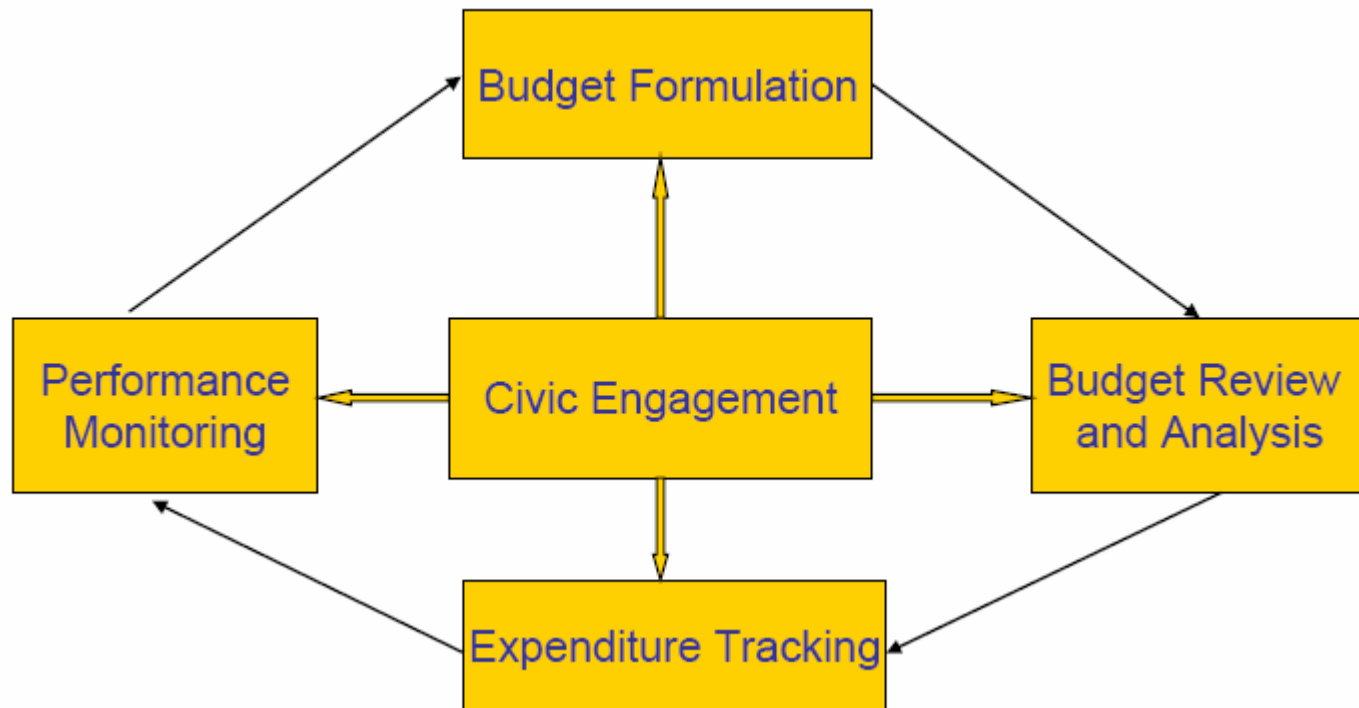 Budget Formulation
Performance
Monitoring
Civic Engagement
Budget Review
and Analysis
Expenditure Tracking